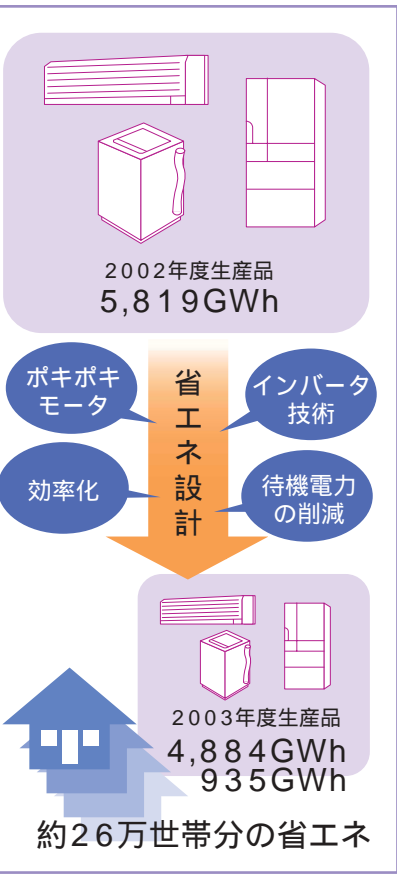 2002年度生産品
5,819GWh
ポキポキ
モータ
省エネ設計
インバータ
技術
効率化
待機電力
の削減
2003年度生産品
4,884GWh
935GWh
約26万世帯分の省エネ